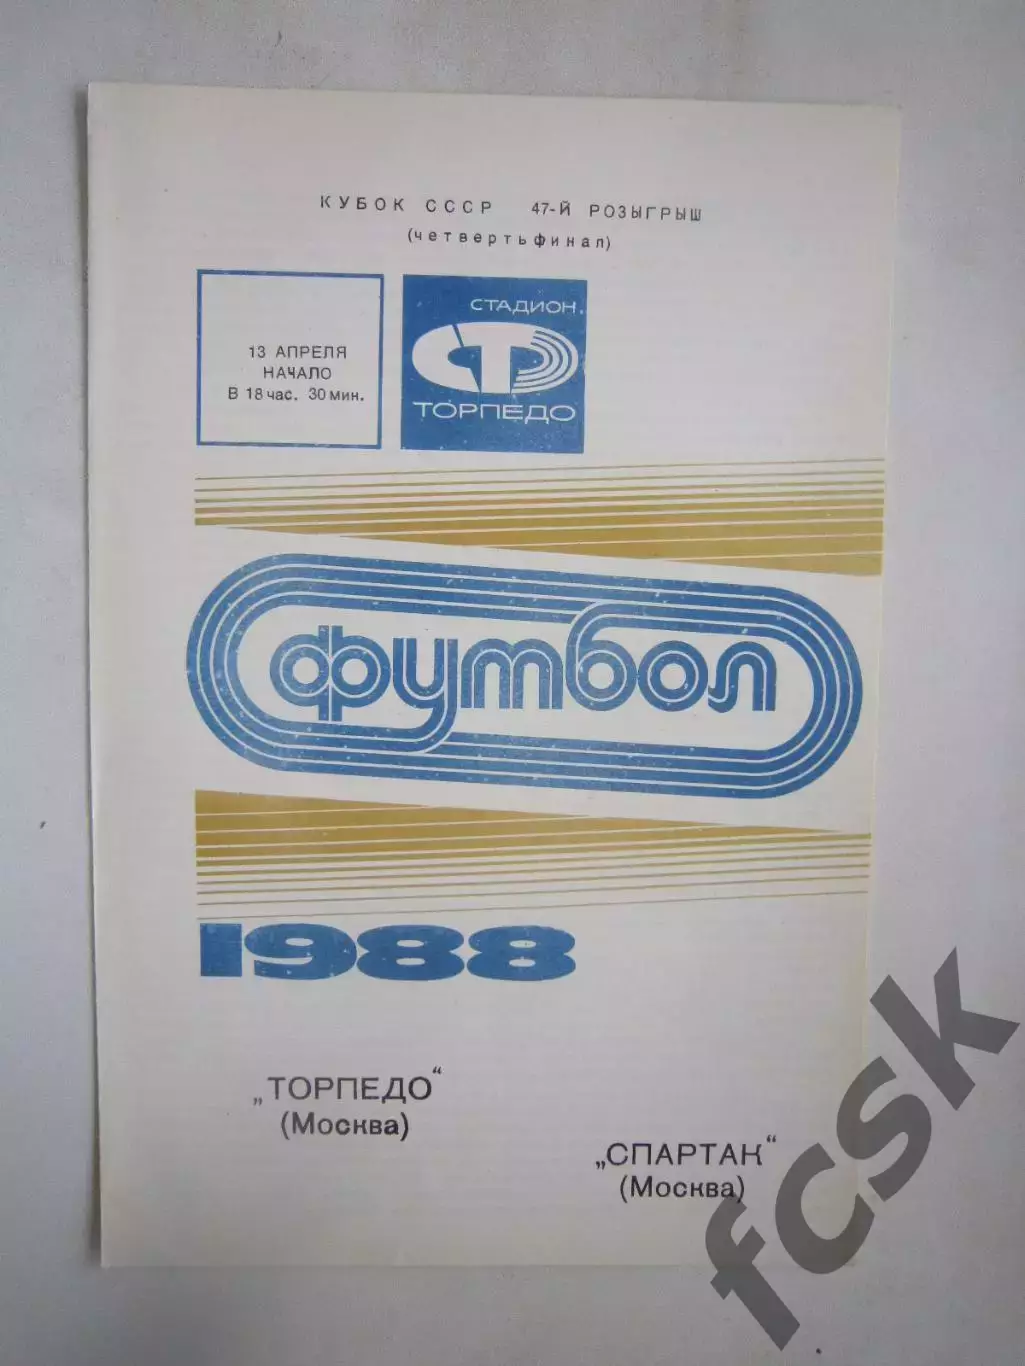 КУБОК СССР 47-Й РОЗЫГРЫШ
(четвертьфинал)
13 АПРЕЛЯ
НАЧАЛО
В 18 час. 30 мин.
СТАДИОН
ТОРПЕДО
футбол
1988
„ТОРПЕДО“
(Москва)
„СПАРТАК“
(Москва)
fcsk